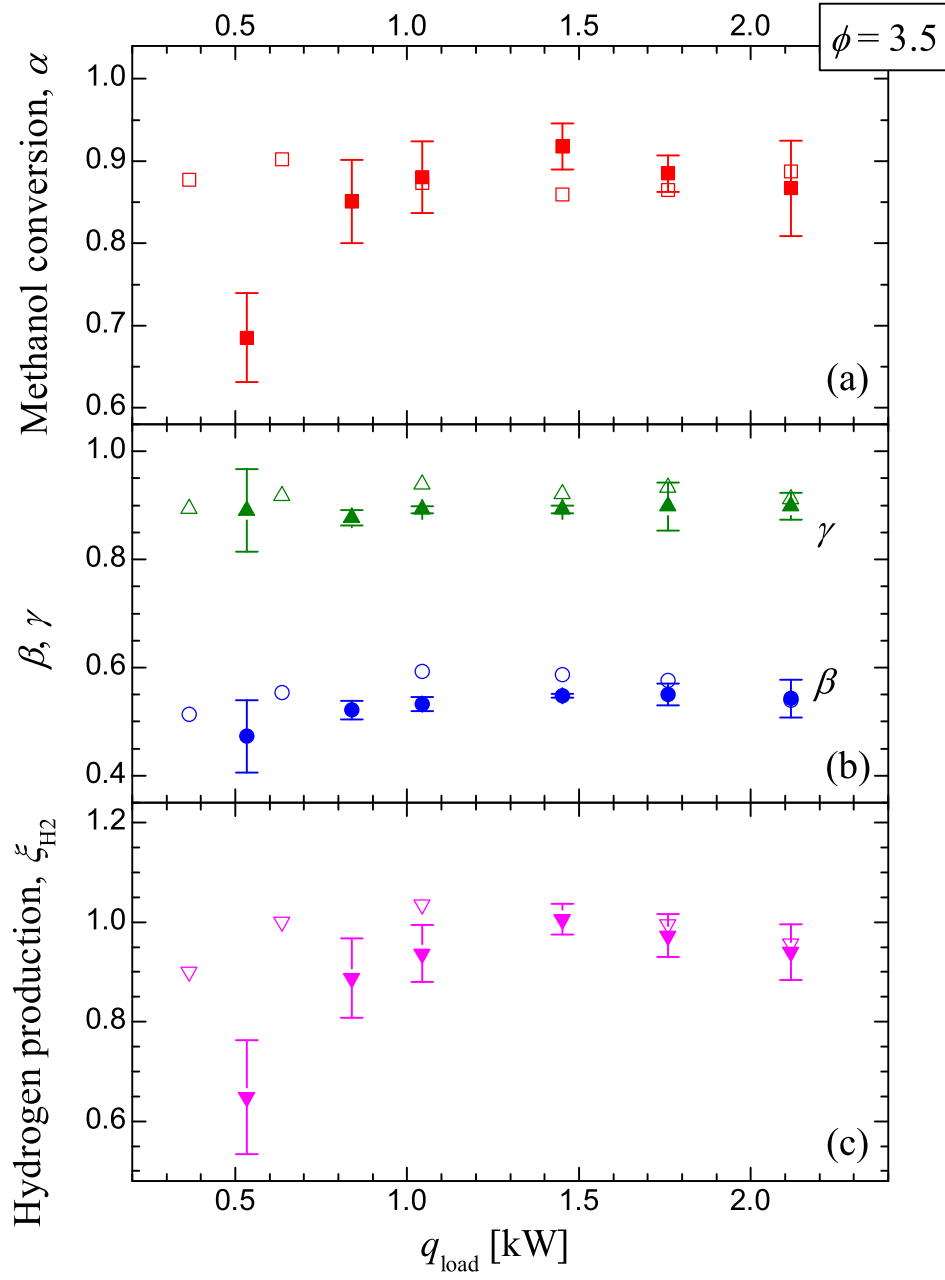 0.5 1.0 1.5 2.0
ϕ = 3.5
Methanol conversion, α
1.0
0.9
0.8
0.7
0.6
(a)
β, γ
1.0
0.8
0.6
0.4
γ
β
(b)
Hydrogen production, ξH2
1.2
1.0
0.8
0.6
(c)
0.5 1.0 1.5 2.0
qload [kW]